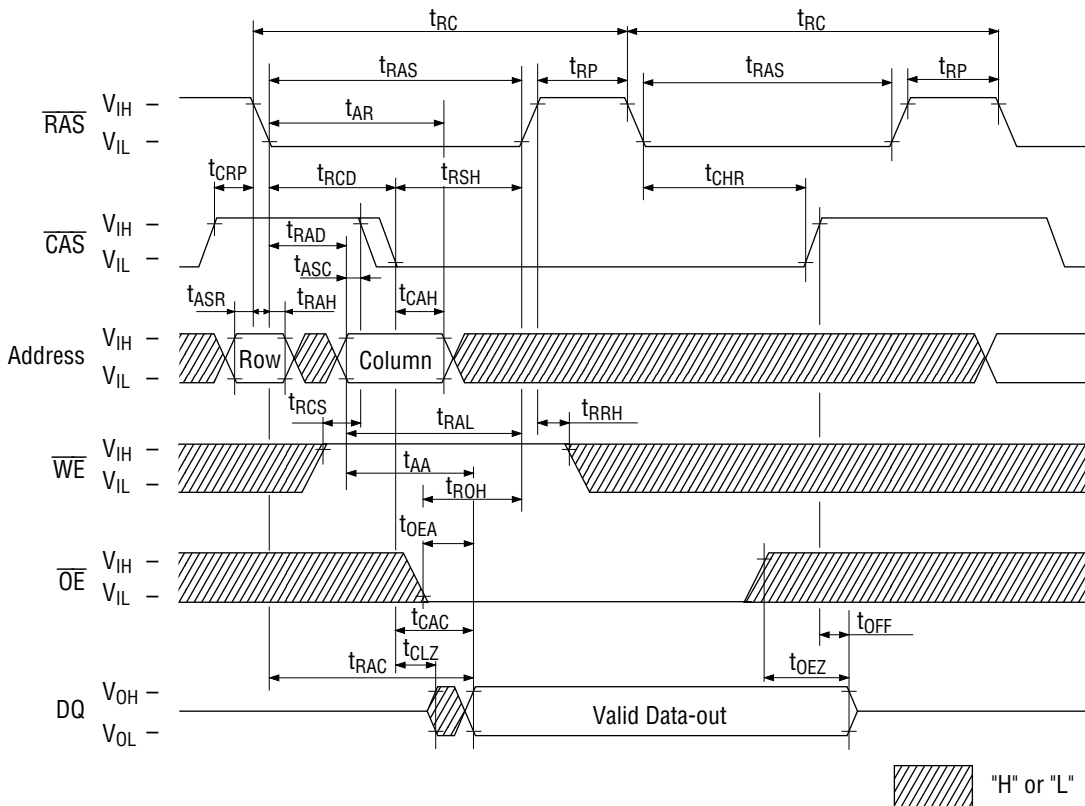 tRC tRC
tRAS tRP tRAS tRP
tAR
RAS VIH –
VIL –
tCRP tRCD tRSH tCHR
CAS VIH –
VIL –
tRAD
tASC
tASR tRAH tCAH
Address VIH –
VIL –
Row Column
tRCS tRAL tRRH
WE VIH –
VIL –
tAA
tROH
tOEA
OE VIH –
VIL –
tCAC tOFF
tCLZ
tRAC tOEZ
DQ VOH –
VOL –
Valid Data-out
"H" or "L"